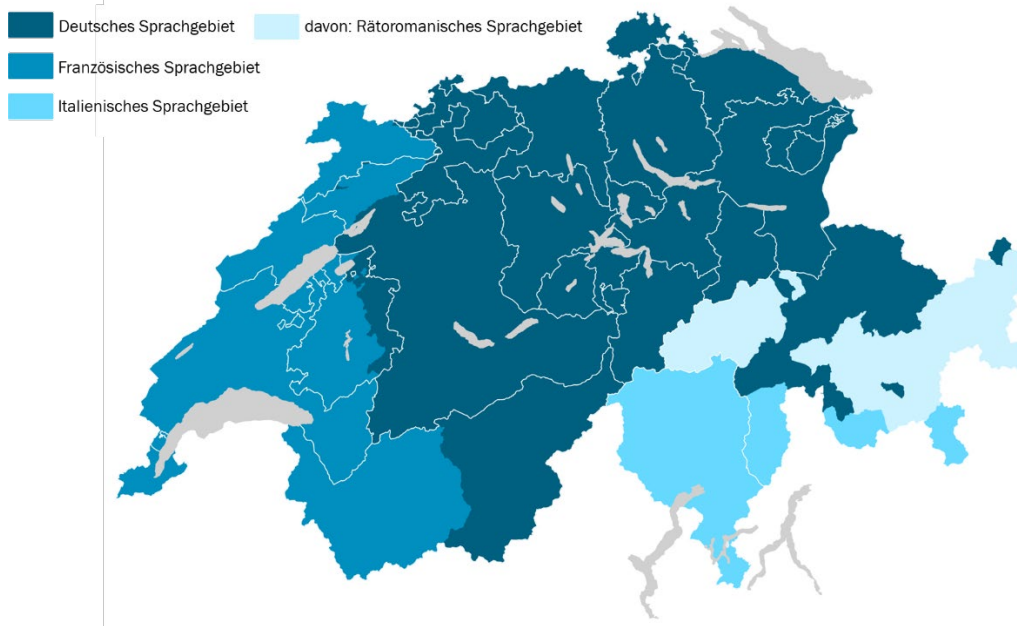 Deutsches Sprachgebiet
davon: Rätoromanisches Sprachgebiet
Französisches Sprachgebiet
Italienisches Sprachgebiet